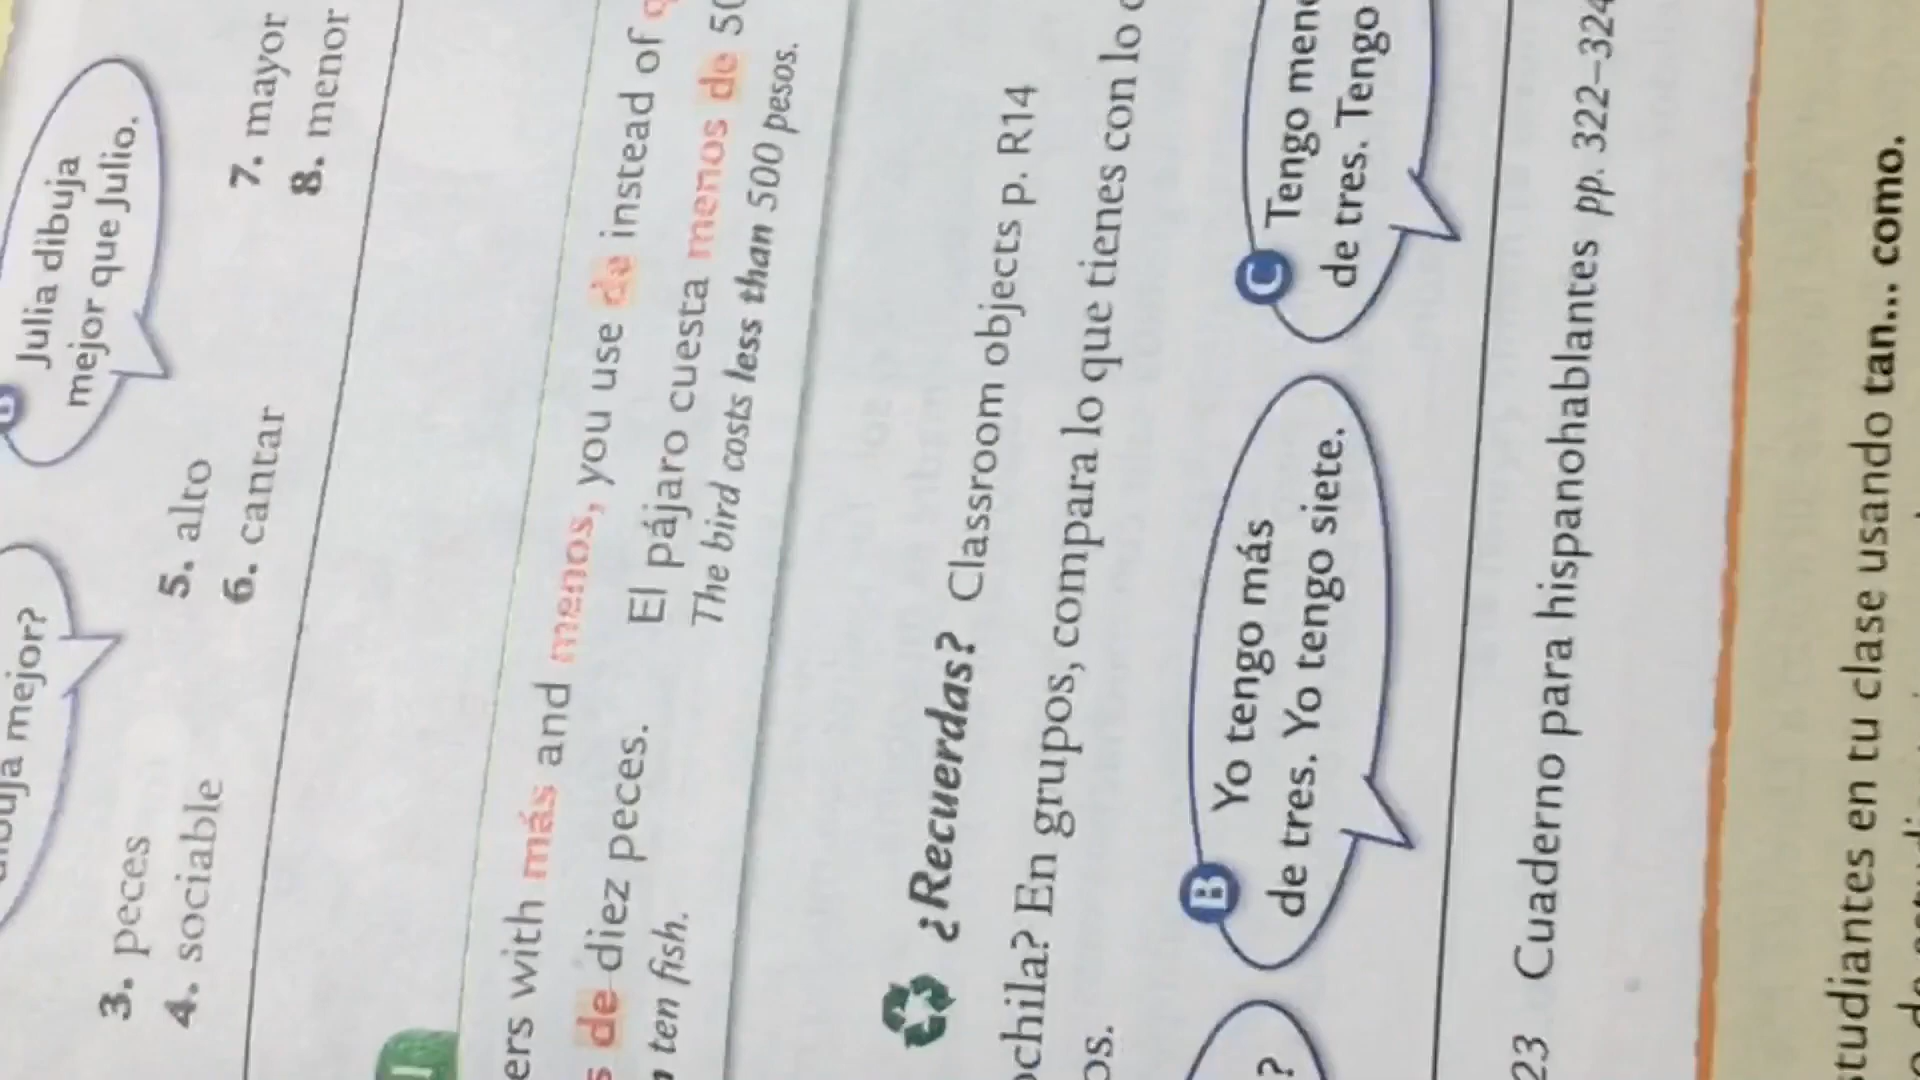 mejor?
B
Julia dibuja
mejor que Julio.
3. peces
4. sociable
5. alto
6. cantar
7. mayor
8. menor
with más and menos, you use de instead of
de diez peces.
ten fish.
El pájaro cuesta menos de
The bird costs less than 500 pesos.
¿Recuerdas? Classroom objects p. R14
En grupos, compara lo que tienes con lo
?
B Yo tengo más
de tres. Yo tengo siete.
C Tengo
de tres. Tengo
23 Cuaderno para hispanohablantes pp. 322–324
en tu clase usando tan... como.